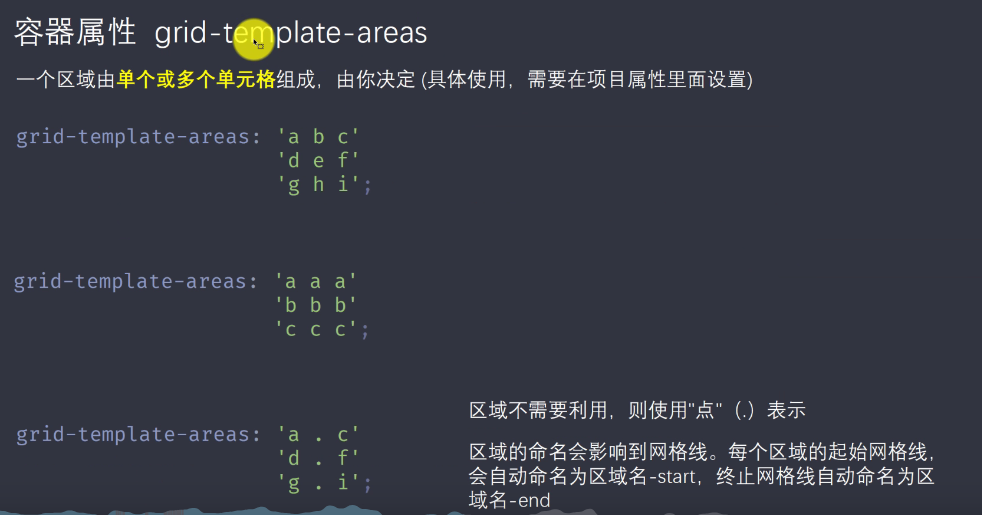 容器属性 grid-template-areas
一个区域由单个或多个单元格组成，由你决定 (具体使用，需要在项目属性里面设置)
grid-template-areas: 'a b c'
'd e f'
'g h i';
grid-template-areas: 'a a a'
'b b b'
'c c c';
grid-template-areas: 'a . c'
'd . f'
'g . i';
区域不需要利用，则使用"点"（.）表示
区域的命名会影响到网格线。每个区域的起始网格线，
会自动命名为区域名-start，终止网格线自动命名为区
域名-end